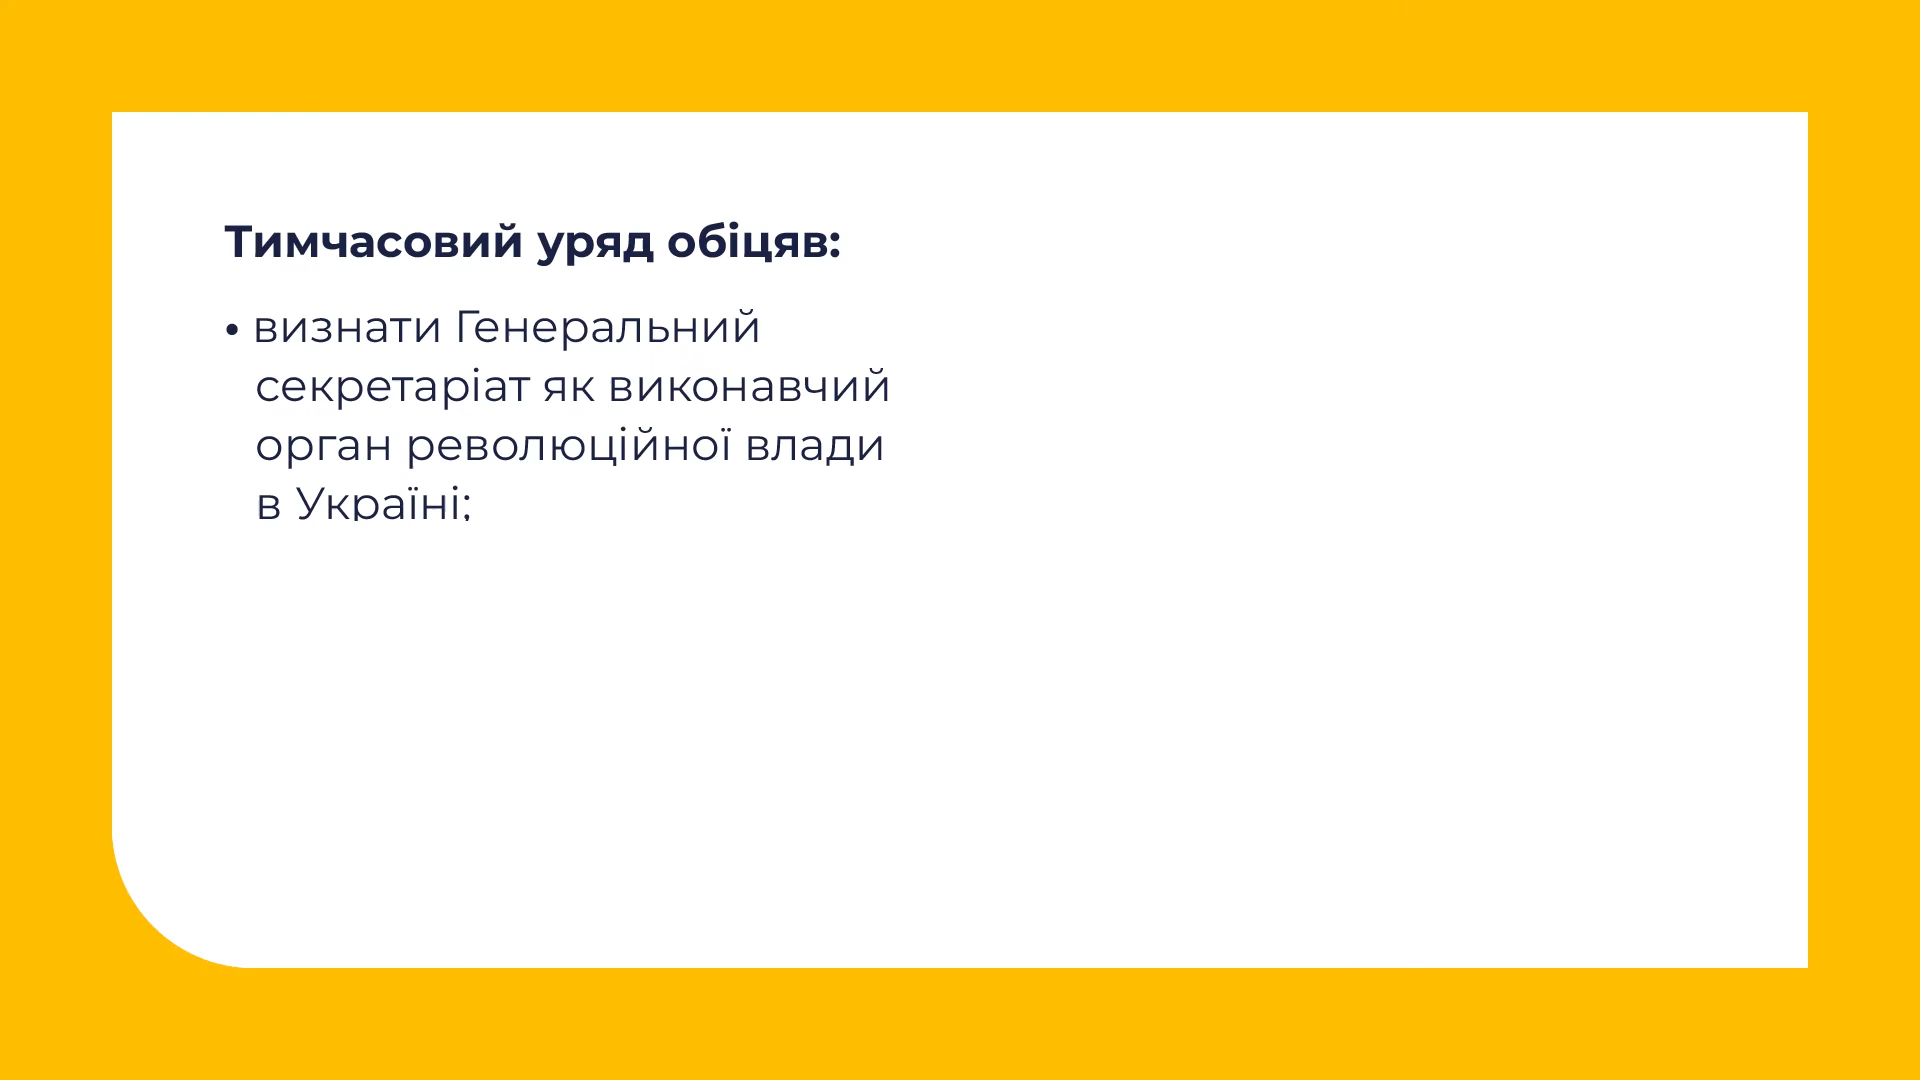 Тимчасовий уряд обіцяв:
• визнати Генеральний
секретаріат як виконавчий
орган революційної влади
в Україні;